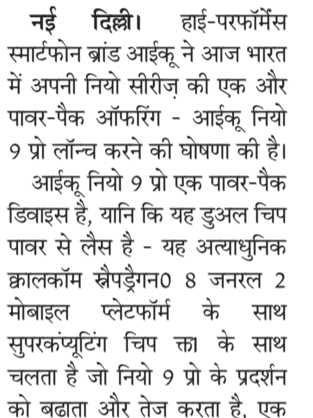 नई दिल्ली। हाई-परफॉर्मेंस
स्मार्टफोन ब्रांड आईकू ने आज भारत
में अपनी नियो सीरीज़ की एक और
पावर-पैक ऑफरिंग - आईकू नियो
9 प्रो लॉन्च करने की घोषणा की है।
आईकू नियो 9 प्रो एक पावर-पैक
डिवाइस है, यानि कि यह डुअल चिप
पावर से लैस है - यह अत्याधुनिक
क्रालकॉम स्नैपड्रैगन0 8 जनरल 2
मोबाइल प्लेटफॉर्म के साथ
सुपरकंप्यूटिंग चिप क्त1 के साथ
चलता है जो नियो 9 प्रो के प्रदर्शन
को बढ़ाता और तेज करता है, एक